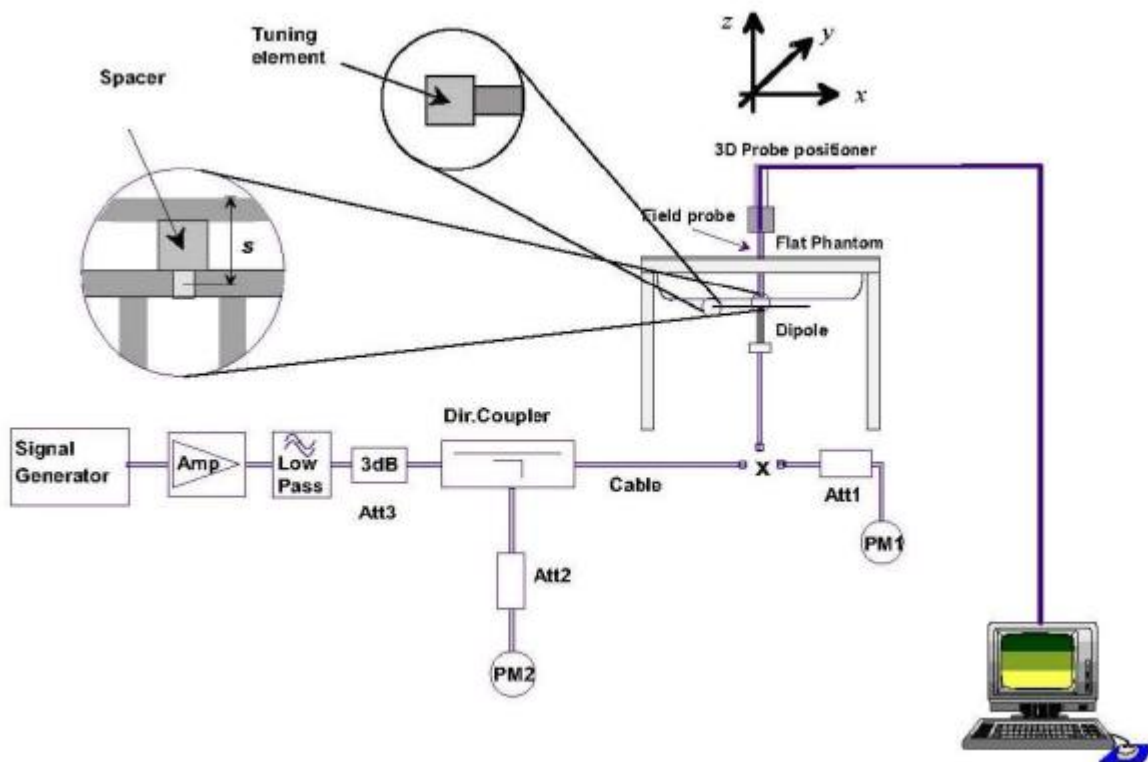 z
y
x
Tuning
element
Spacer
3D Probe positioner
Field probe
Flat Phantom
s
Dipole
Dir.Coupler
Signal
Generator
Amp
Low
Pass
3dB
Att3
Cable
x
Att1
PM1
Att2
PM2